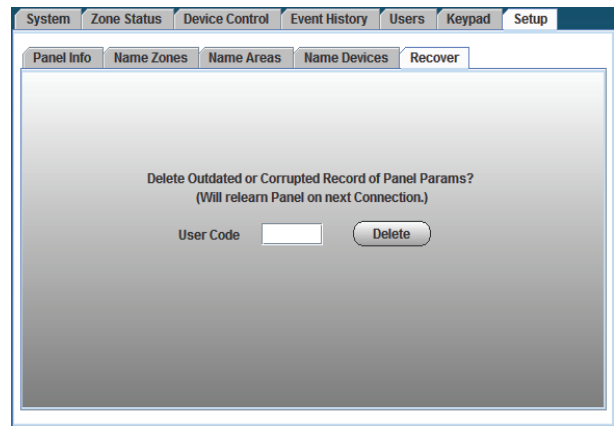 System Zone Status Device Control Event History Users Keypad Setup
Panel Info Name Zones Name Areas Name Devices Recover
Delete Outdated or Corrupted Record of Panel Params?
(Will relearn Panel on next Connection.)
User Code Delete